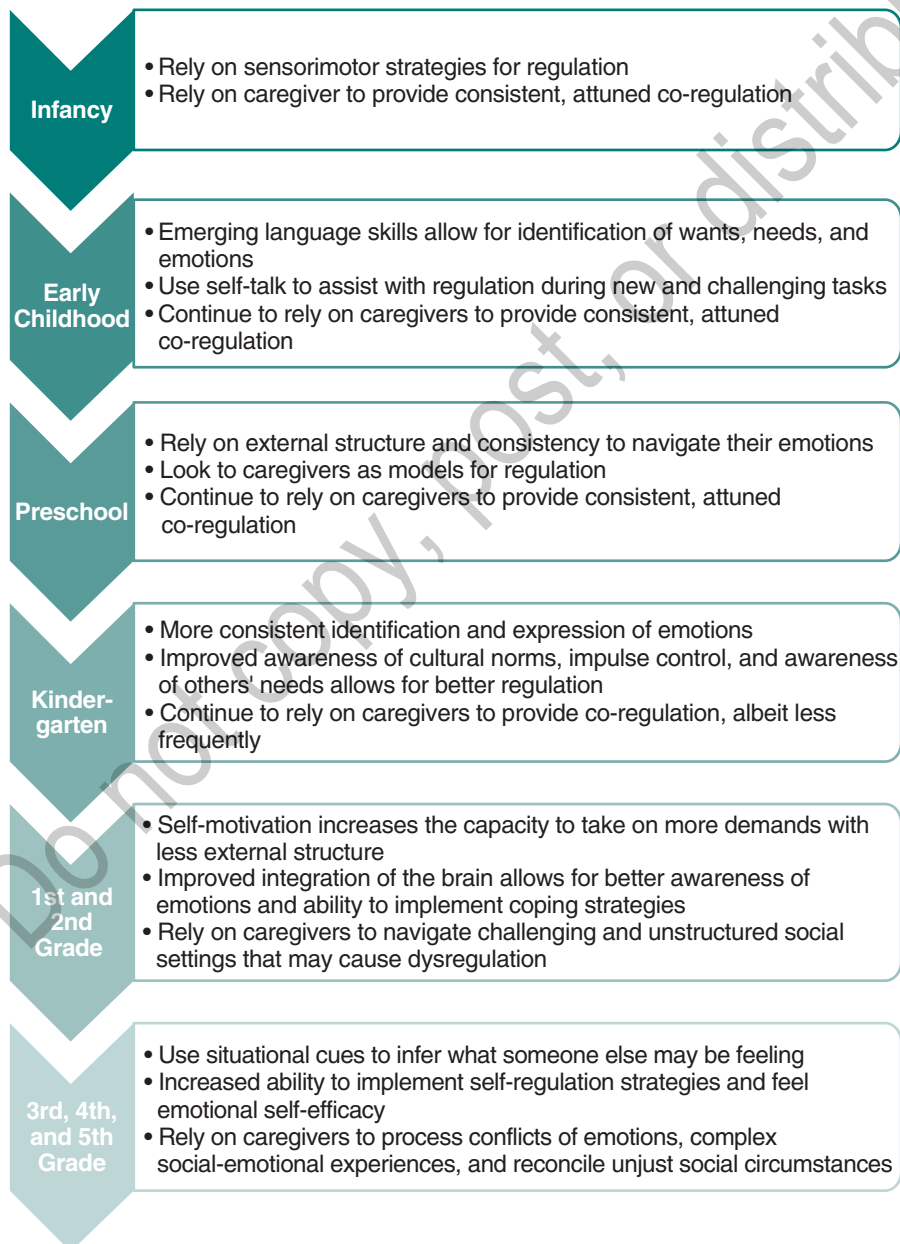 Infancy
• Rely on sensorimotor strategies for regulation
• Rely on caregiver to provide consistent, attuned co-regulation
Early
Childhood
• Emerging language skills allow for identification of wants, needs, and
emotions
• Use self-talk to assist with regulation during new and challenging tasks
• Continue to rely on caregivers to provide consistent, attuned
co-regulation
Preschool
• Rely on external structure and consistency to navigate their emotions
• Look to caregivers as models for regulation
• Continue to rely on caregivers to provide consistent, attuned
co-regulation
Kinder-
garten
• More consistent identification and expression of emotions
• Improved awareness of cultural norms, impulse control, and awareness
of others' needs allows for better regulation
• Continue to rely on caregivers to provide co-regulation, albeit less
frequently
1st and
2nd
Grade
• Self-motivation increases the capacity to take on more demands with
less external structure
• Improved integration of the brain allows for better awareness of
emotions and ability to implement coping strategies
• Rely on caregivers to navigate challenging and unstructured social
settings that may cause dysregulation
3rd, 4th,
and 5th
Grade
• Use situational cues to infer what someone else may be feeling
• Increased ability to implement self-regulation strategies and feel
emotional self-efficacy
• Rely on caregivers to process conflicts of emotions, complex
social-emotional experiences, and reconcile unjust social circumstances
Do not copy, post, or distrib